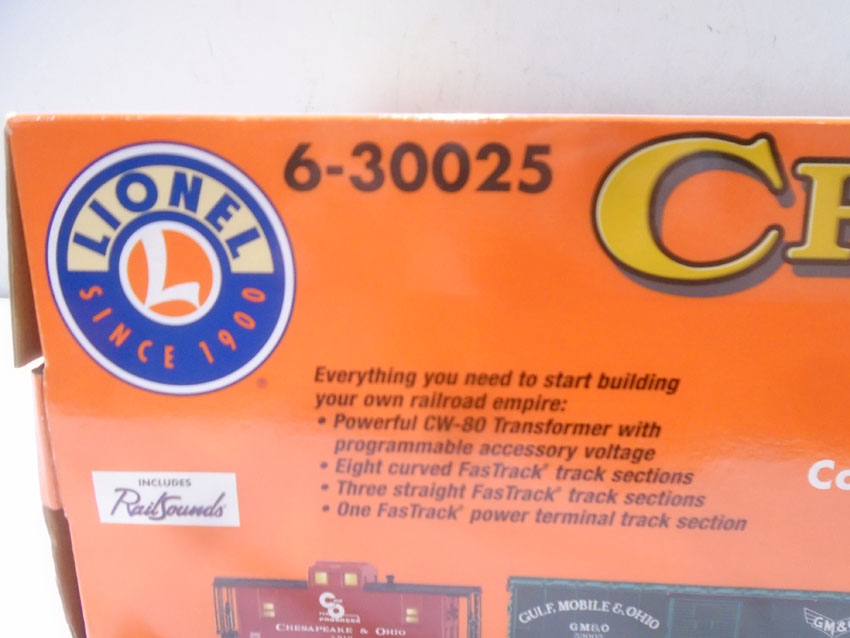 LIONEL
SINCE 1900
L
6-30025
Everything you need to start building
your own railroad empire:
• Powerful CW-80 Transformer with
programmable accessory voltage
• Eight curved FasTrack® track sections
• Three straight FasTrack® track sections
• One FasTrack® power terminal track section
INCLUDES
RailSounds
C&O
PROGRESS
CHESAPEAKE & OHIO
GULF, MOBILE & OHIO
GM&O